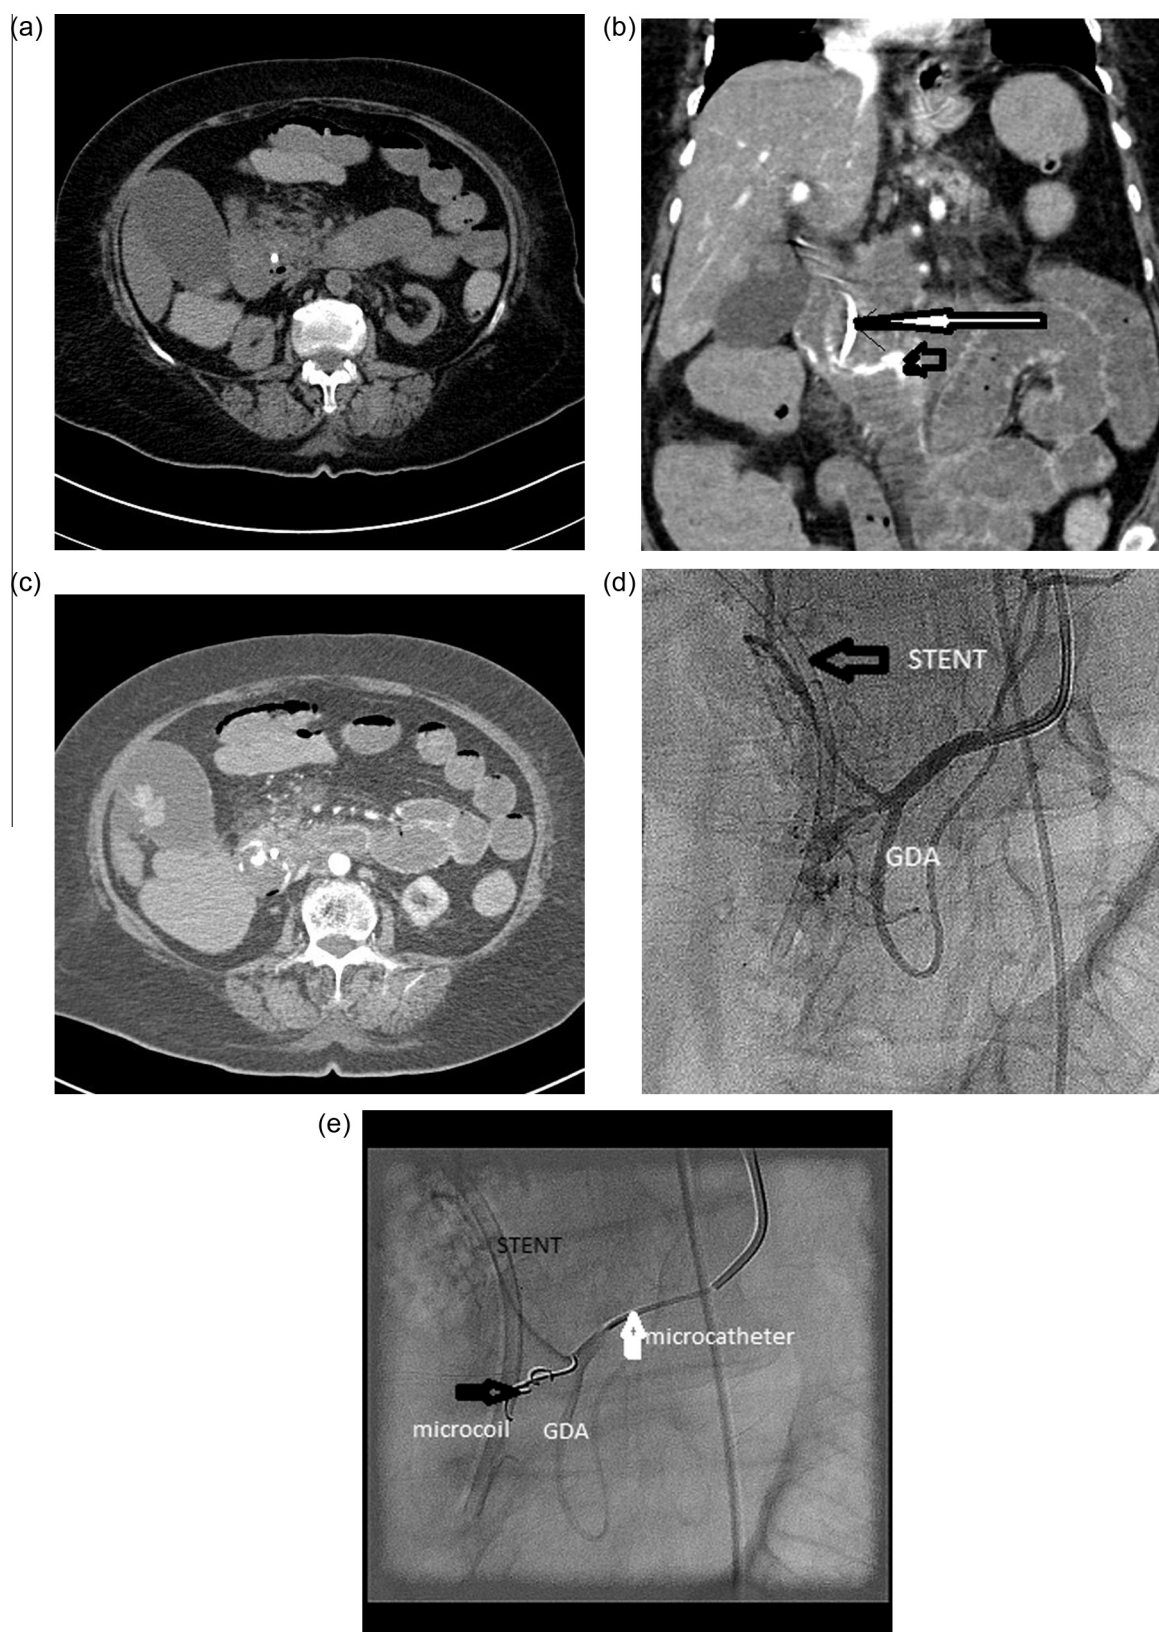 (a)
(b)
(c)
(d)
STENT
GDA
(e)
STENT
microcatheter
microcoil
GDA